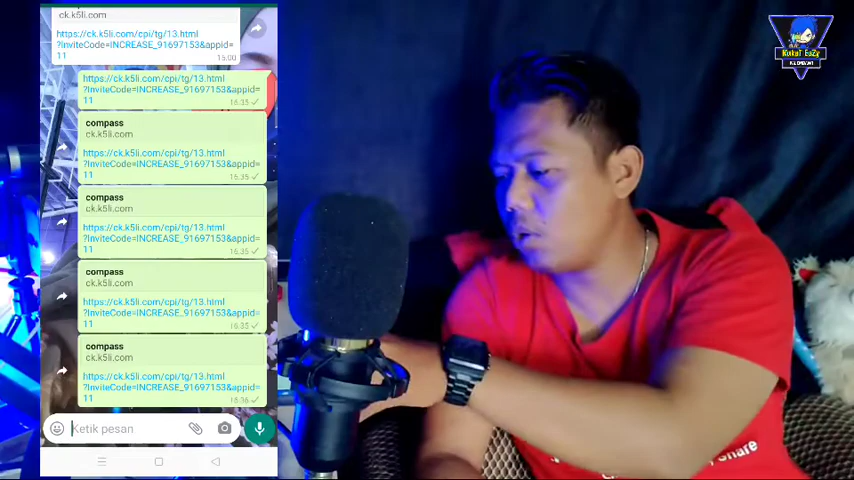 ck.k5li.com
https://ck.k5li.com/cpi/tg/13.html
?InviteCode=INCREASE_91697153&appid=
11
15.00
https://ck.k5li.com/cpi/tg/13.html
?InviteCode=INCREASE_91697153&appid=
11
16.35
compass
ck.k5li.com
https://ck.k5li.com/cpi/tg/13.html
?InviteCode=INCREASE_91697153&appid=
11
16.35
compass
ck.k5li.com
https://ck.k5li.com/cpi/tg/13.html
?InviteCode=INCREASE_91697153&appid=
11
16.35
compass
ck.k5li.com
https://ck.k5li.com/cpi/tg/13.html
?InviteCode=INCREASE_91697153&appid=
11
16.35
compass
ck.k5li.com
https://ck.k5li.com/cpi/tg/13.html
?InviteCode=INCREASE_91697153&appid=
11
16.36
Ketik pesan
Share